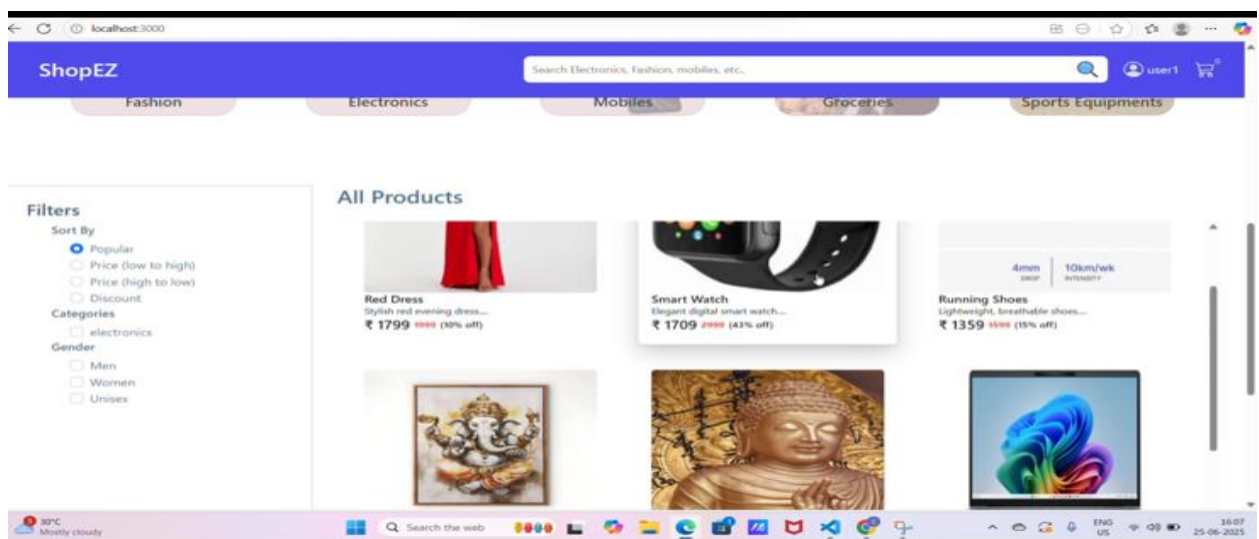 localhost:3000
ShopEZ
Search Electronics, Fashion, mobiles, etc.,
user1
0
Fashion
Electronics
Mobiles
Groceries
Sports Equipments
Filters
Sort By
Popular
Price (low to high)
Price (high to low)
Discount
Categories
electronics
Gender
Men
Women
Unisex
All Products
4mm
DROP
10km/wk
INTENSITY
Red Dress
Stylish red evening dress....
₹ 1799 1999 (10% off)
Smart Watch
Elegant digital smart watch....
₹ 1709 2999 (43% off)
Running Shoes
Lightweight, breathable shoes....
₹ 1359 1599 (15% off)
30°C
Mostly cloudy
Search the web
ENG
US
16:07
25-06-2025